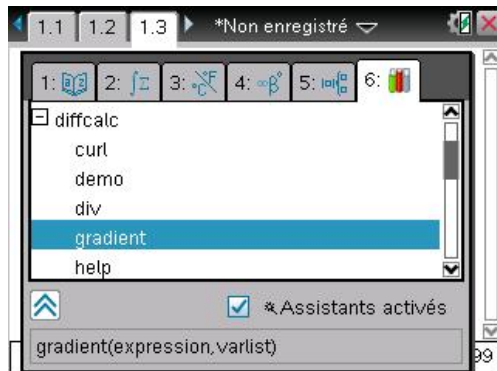 1.1 1.2 1.3 *Non enregistré
1: 2: ∫Σ 3: °C°F 4: ∞β° 5: 6:
diffcalc
curl
demo
div
gradient
help
Assistants activés
gradient(expression,varlist)
99